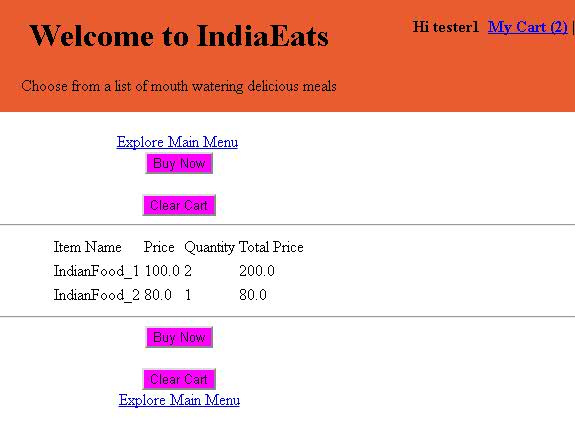 Welcome to IndiaEats
Hi tester1 My Cart (2) |
Choose from a list of mouth watering delicious meals
Explore Main Menu
Buy Now
Clear Cart
Item Name Price Quantity Total Price
IndianFood_1 100.0 2 200.0
IndianFood_2 80.0 1 80.0
Buy Now
Clear Cart
Explore Main Menu